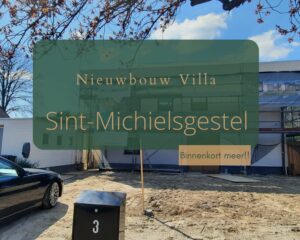 Nieuwbouw Villa
Sint-Michielsgestel
Binnenkort meer!!
3